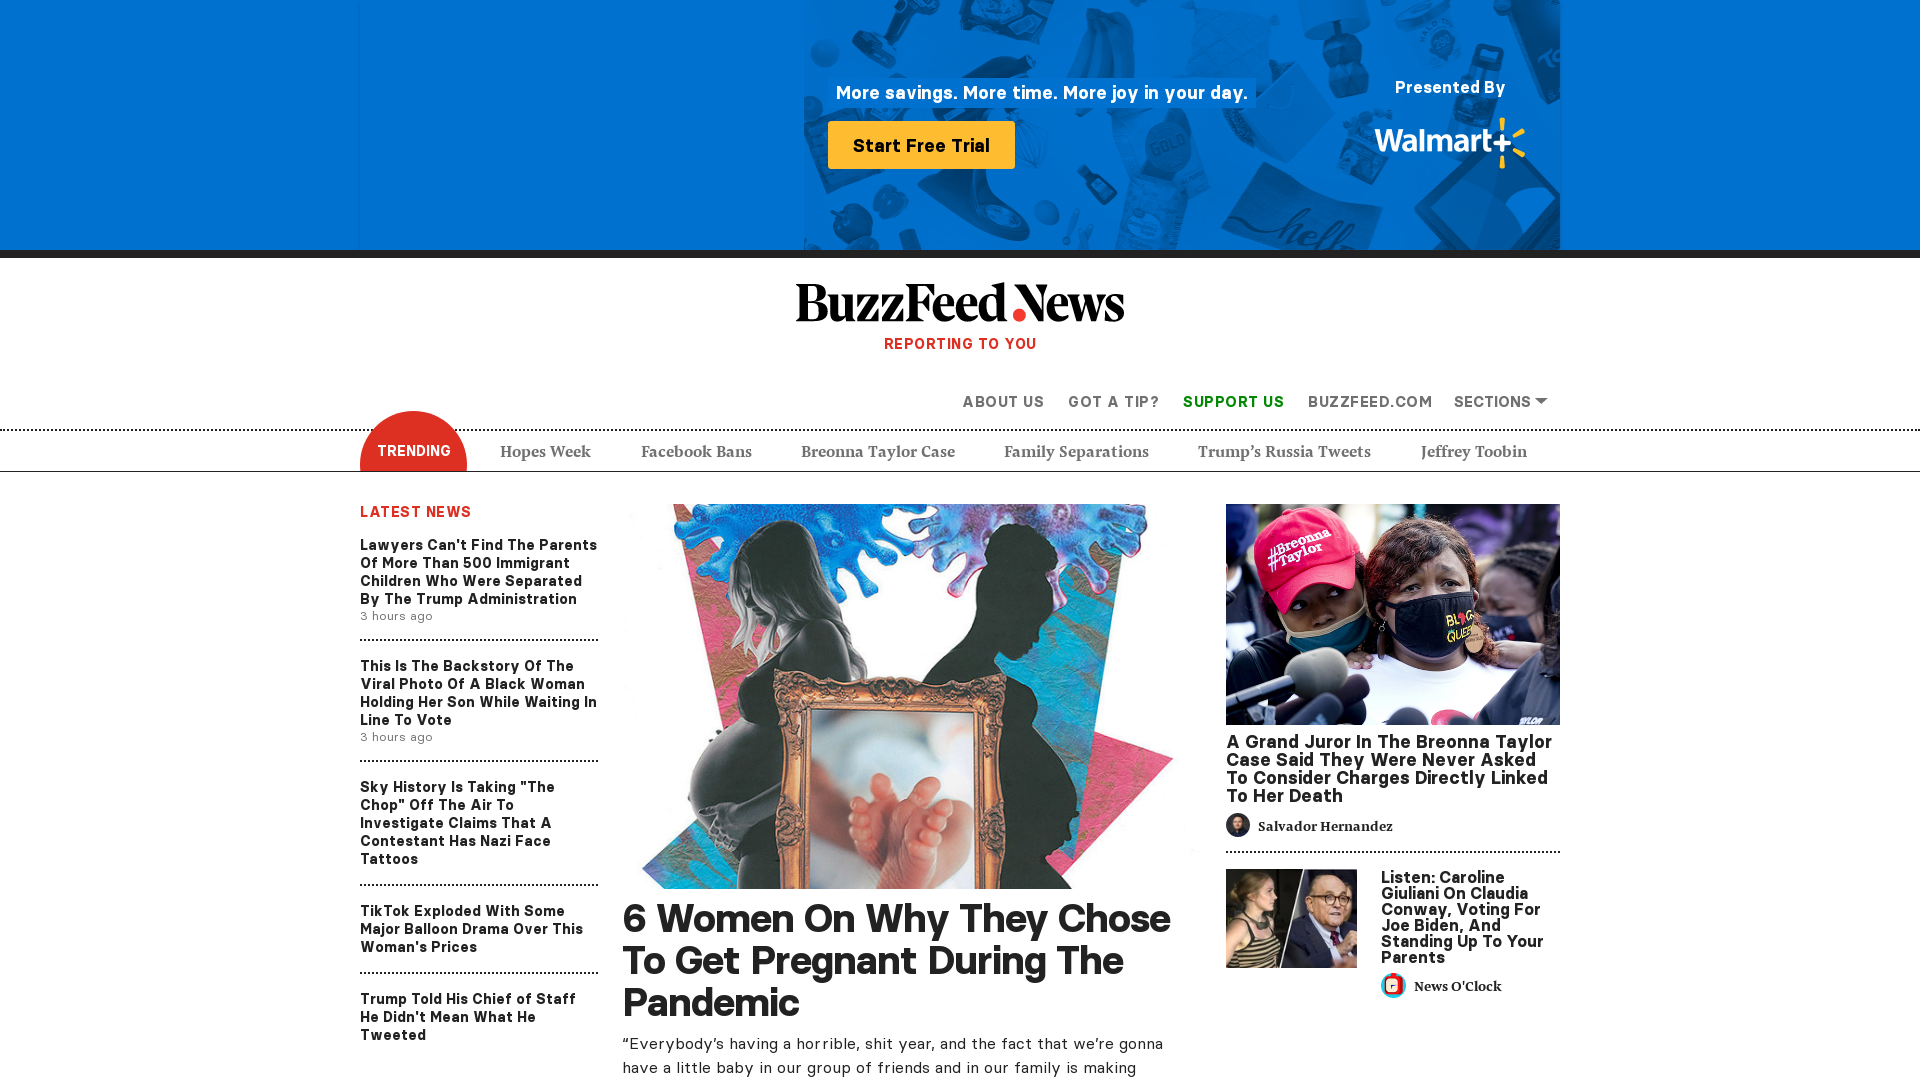 More savings. More time. More joy in your day.
Start Free Trial
Presented By
Walmart+
BuzzFeed News
REPORTING TO YOU
ABOUT US
GOT A TIP?
SUPPORT US
BUZZFEED.COM
SECTIONS
TRENDING
Hopes Week
Facebook Bans
Breonna Taylor Case
Family Separations
Trump’s Russia Tweets
Jeffrey Toobin
LATEST NEWS
Lawyers Can't Find The Parents
Of More Than 500 Immigrant
Children Who Were Separated
By The Trump Administration
3 hours ago
This Is The Backstory Of The
Viral Photo Of A Black Woman
Holding Her Son While Waiting In
Line To Vote
3 hours ago
Sky History Is Taking "The
Chop" Off The Air To
Investigate Claims That A
Contestant Has Nazi Face
Tattoos
TikTok Exploded With Some
Major Balloon Drama Over This
Woman's Prices
Trump Told His Chief of Staff
He Didn't Mean What He
Tweeted
6 Women On Why They Chose
To Get Pregnant During The
Pandemic
“Everybody’s having a horrible, shit year, and the fact that we’re gonna
have a little baby in our group of friends and in our family is making
#Breonna
Taylor
A Grand Juror In The Breonna Taylor
Case Said They Were Never Asked
To Consider Charges Directly Linked
To Her Death
Salvador Hernandez
Listen: Caroline
Giuliani On Claudia
Conway, Voting For
Joe Biden, And
Standing Up To Your
Parents
News O'Clock